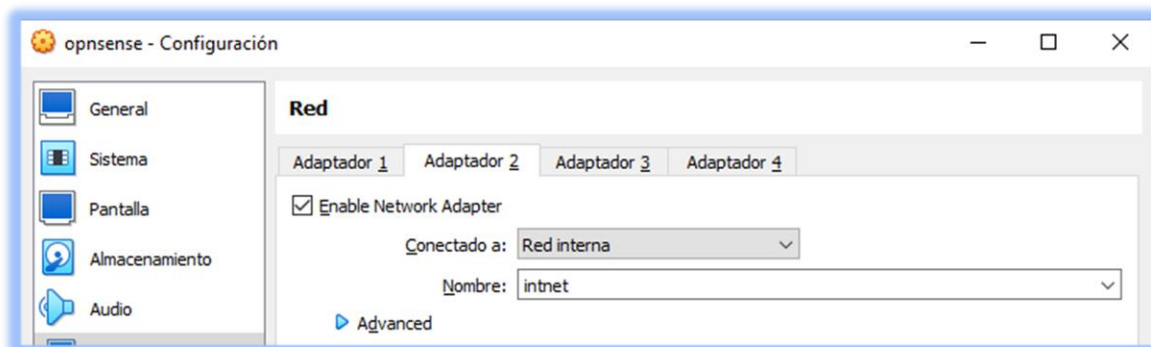 opnsense - Configuración
General
Sistema
Pantalla
Almacenamiento
Audio
Red
Adaptador 1 Adaptador 2 Adaptador 3 Adaptador 4
Enable Network Adapter
Conectado a: Red interna
Nombre: intnet
Advanced